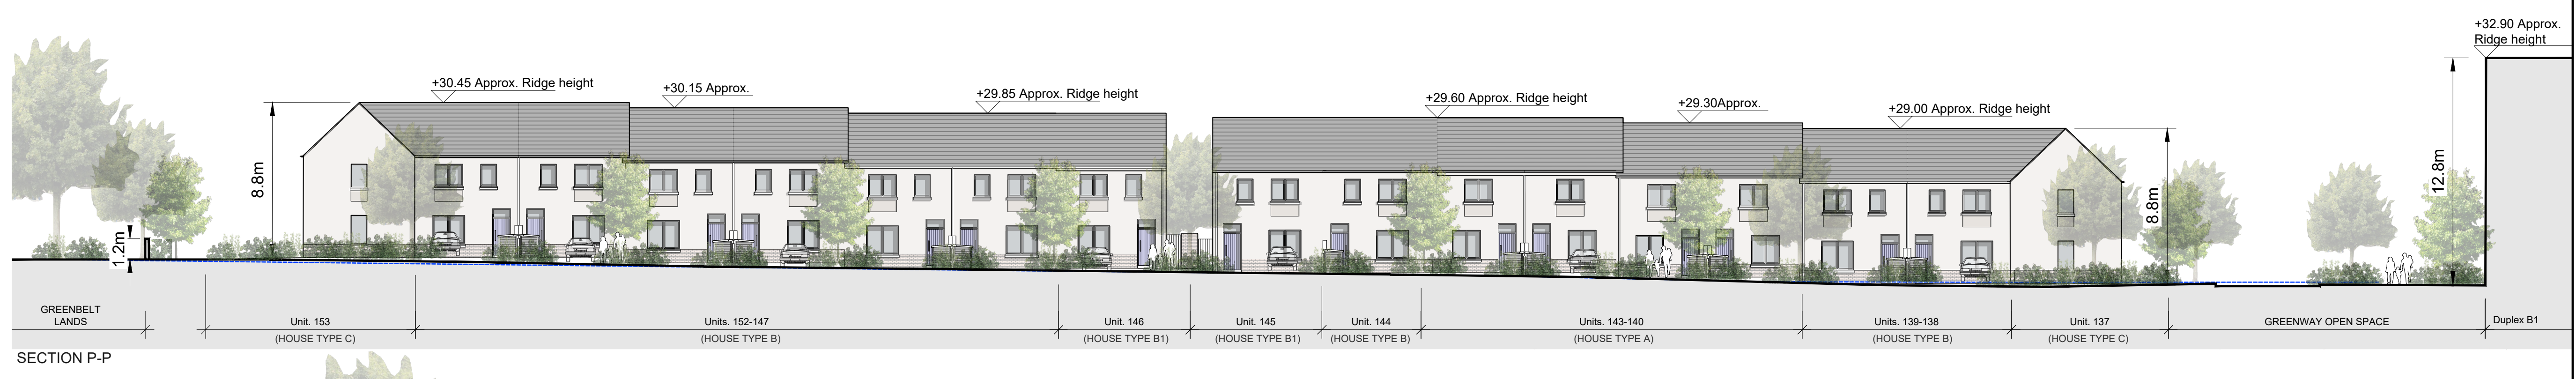 +32.90 Approx.
Ridge height
+30.45 Approx. Ridge height
+30.15 Approx.
+29.85 Approx. Ridge height
+29.60 Approx. Ridge height
+29.30Approx.
+29.00 Approx. Ridge height
8.8m
1.2m
8.8m
12.8m
GREENBELT
LANDS
Unit. 153
(HOUSE TYPE C)
Units. 152-147
(HOUSE TYPE B)
Unit. 146
(HOUSE TYPE B1)
Unit. 145
(HOUSE TYPE B1)
Unit. 144
(HOUSE TYPE B)
Units. 143-140
(HOUSE TYPE A)
Units. 139-138
(HOUSE TYPE B)
Unit. 137
(HOUSE TYPE C)
GREENWAY OPEN SPACE
Duplex B1
SECTION P-P